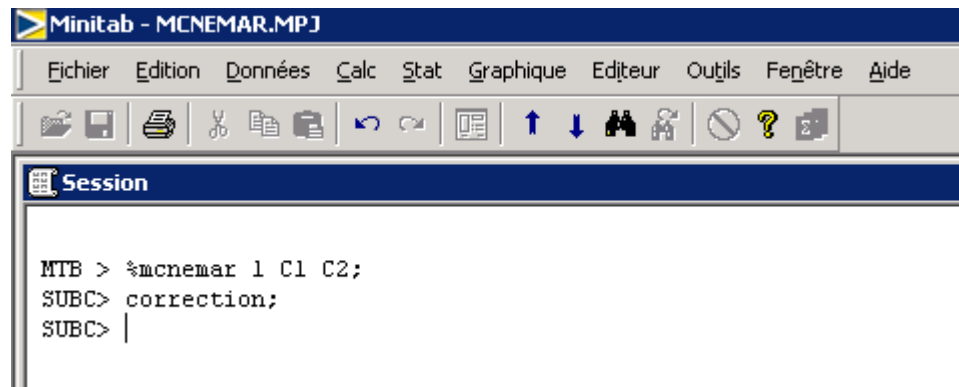 Minitab - MCNEMAR.MPJ
Fichier Edition Données Calc Stat Graphique Editeur Outils Fenêtre Aide
Session
MTB > %mcnemar 1 C1 C2;
SUBC> correction;
SUBC>